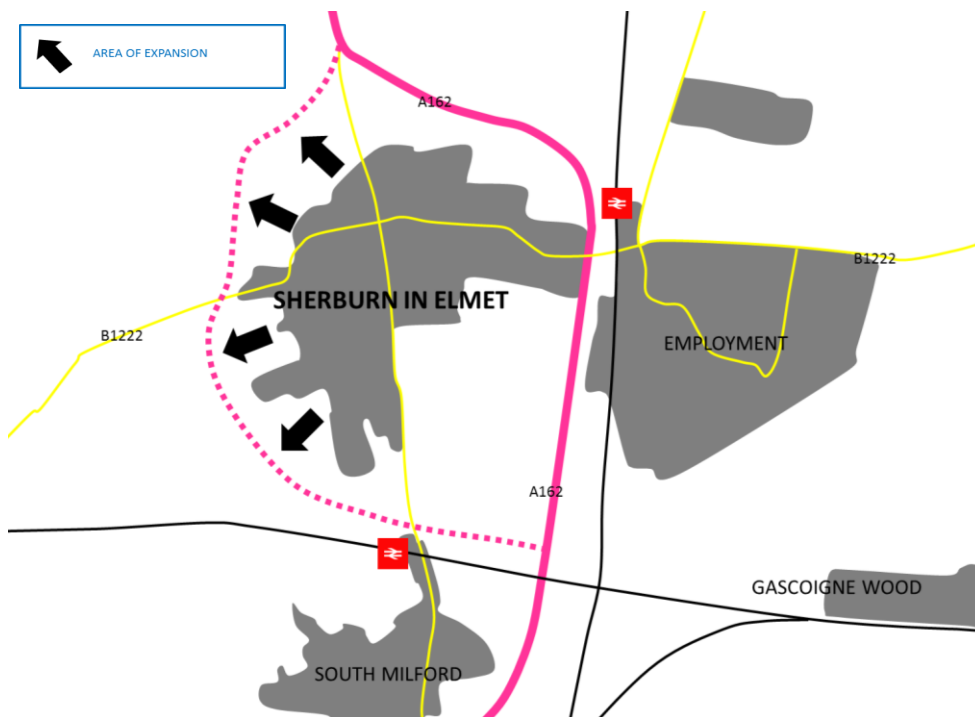 AREA OF EXPANSION
A162
B1222
SHERBURN IN ELMET
B1222
EMPLOYMENT
A162
GASCOIGNE WOOD
SOUTH MILFORD